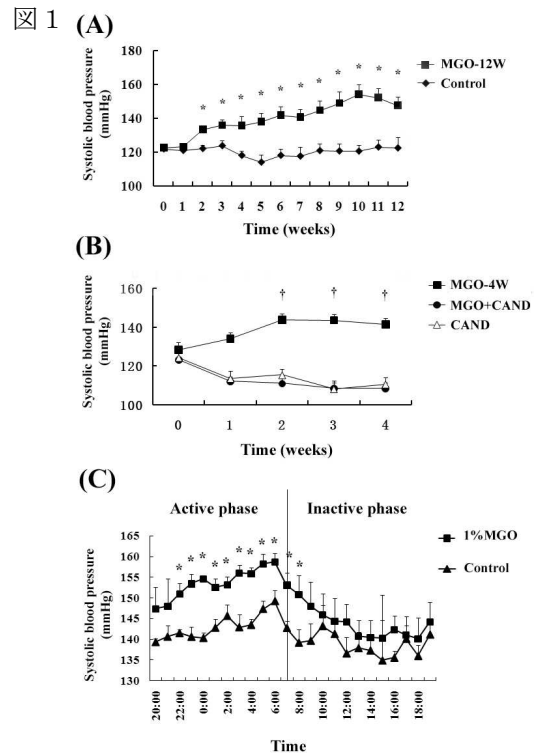 図1
(A)
Systolic blood pressure
(mmHg)
180
160
140
120
100
* * * * * * * * * * *
MGO-12W
Control
0 1 2 3 4 5 6 7 8 9 10 11 12
Time (weeks)
(B)
Systolic blood pressure
(mmHg)
160
140
120
100
† † †
MGO-4W
MGO+CAND
CAND
0 1 2 3 4
Time (weeks)
(C)
Active phase Inactive phase
Systolic blood pressure
(mmHg)
165
160
155
150
145
140
135
130
* * * * * * * * * * *
1%MGO
Control
20:00 22:00 0:00 2:00 4:00 6:00 8:00 10:00 12:00 14:00 16:00 18:00
Time